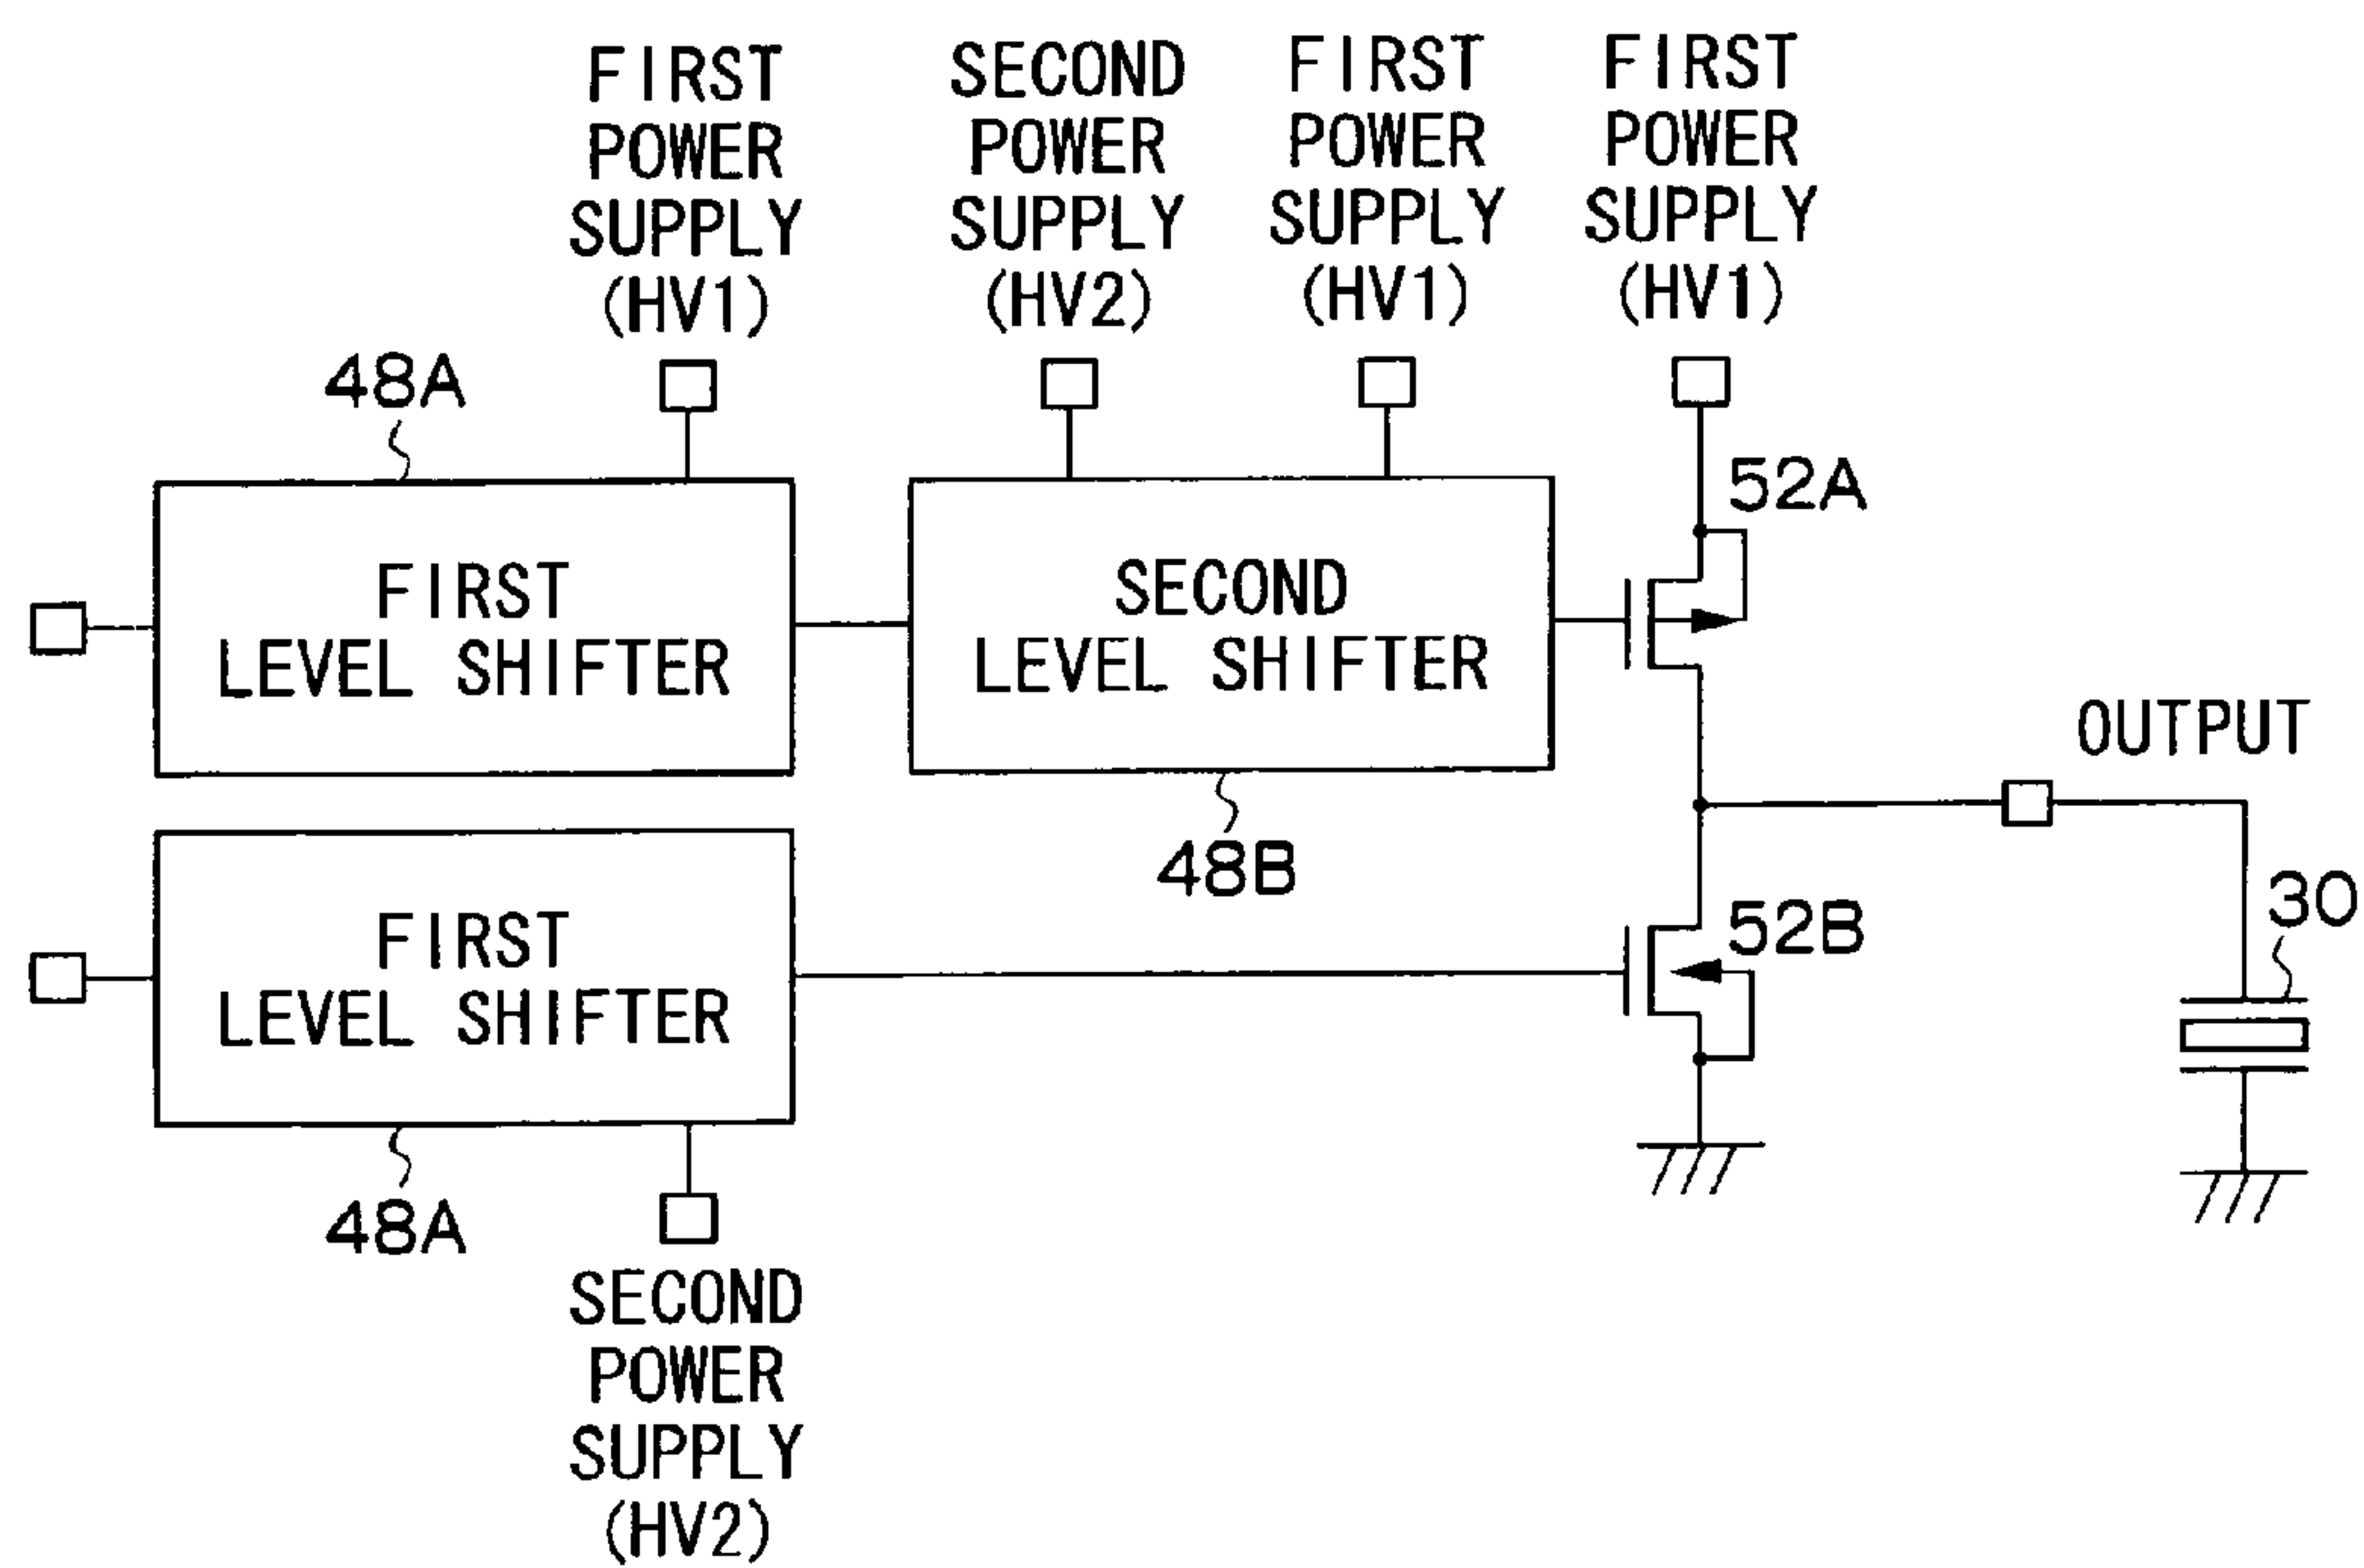 FIRST
POWER
SUPPLY
(HV1)
SECOND
POWER
SUPPLY
(HV2)
FIRST
POWER
SUPPLY
(HV1)
FIRST
POWER
SUPPLY
(HV1)
48A
52A
FIRST
LEVEL SHIFTER
SECOND
LEVEL SHIFTER
OUTPUT
48B
30
FIRST
LEVEL SHIFTER
52B
48A
SECOND
POWER
SUPPLY
(HV2)